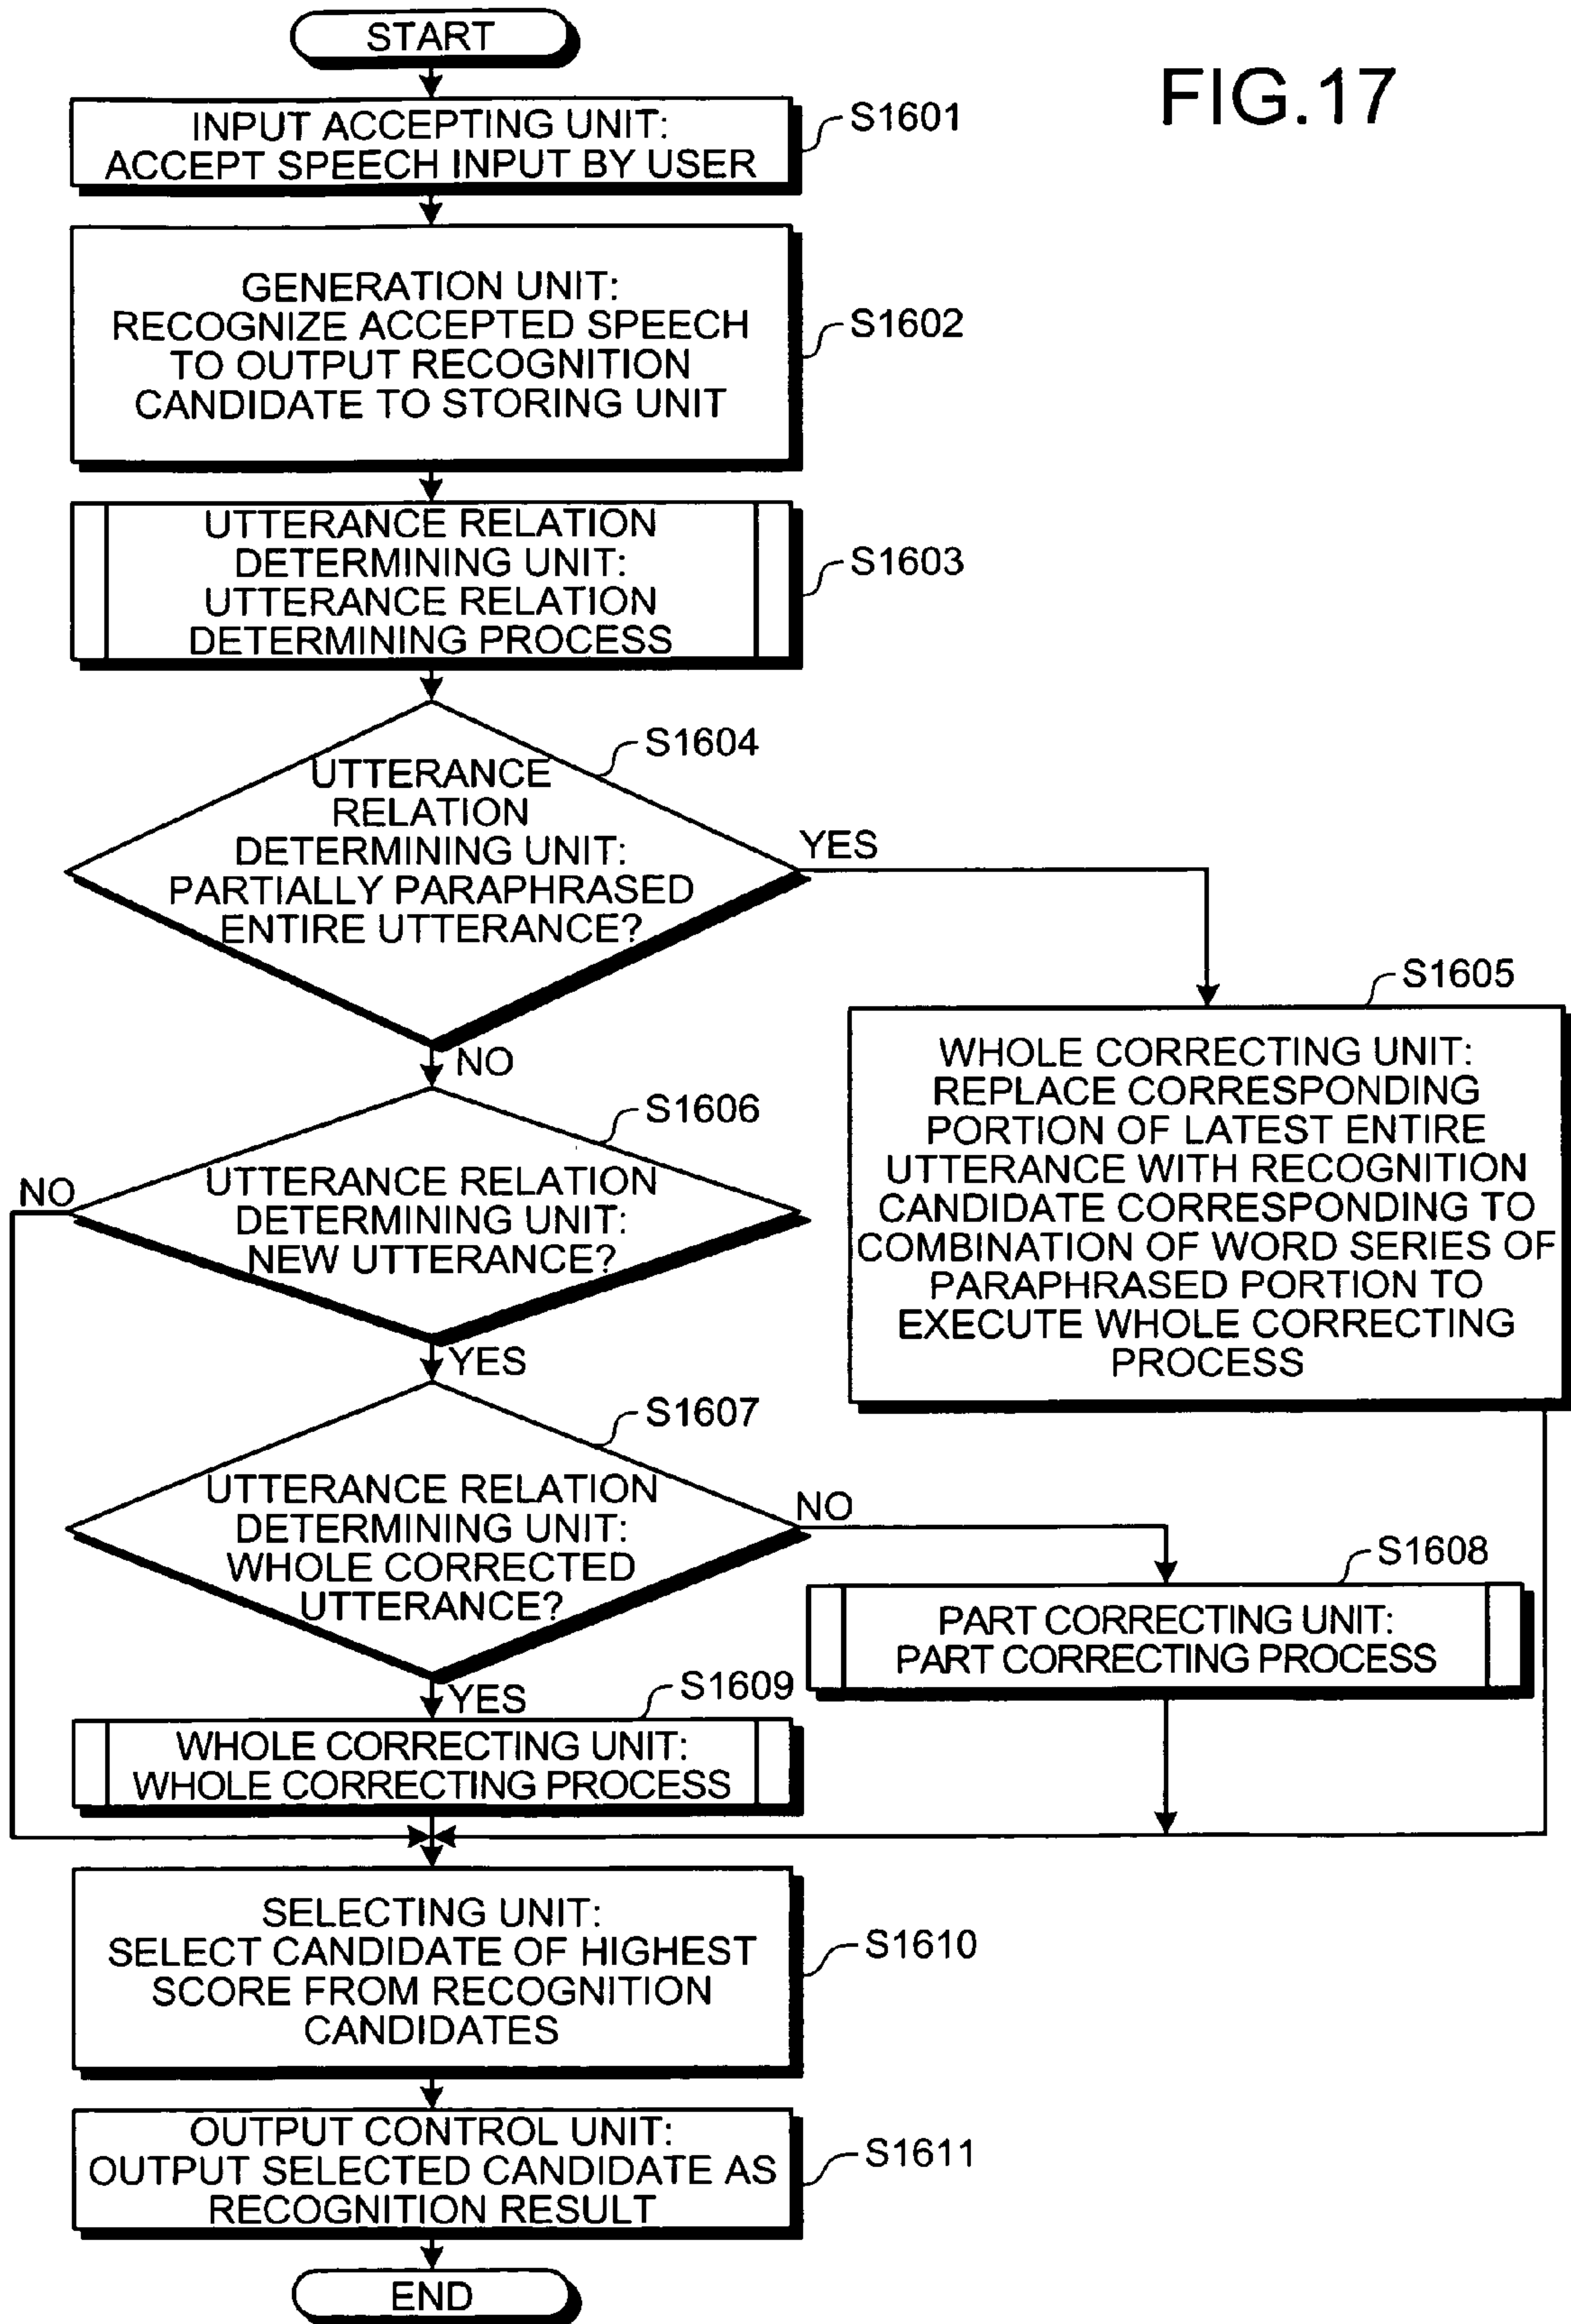 FIG.17
START
INPUT ACCEPTING UNIT:
ACCEPT SPEECH INPUT BY USER
S1601
GENERATION UNIT:
RECOGNIZE ACCEPTED SPEECH
TO OUTPUT RECOGNITION
CANDIDATE TO STORING UNIT
S1602
UTTERANCE RELATION
DETERMINING UNIT:
UTTERANCE RELATION
DETERMINING PROCESS
S1603
S1604
UTTERANCE
RELATION
DETERMINING UNIT:
PARTIALLY PARAPHRASED
ENTIRE UTTERANCE?
YES
NO
S1605
WHOLE CORRECTING UNIT:
REPLACE CORRESPONDING
PORTION OF LATEST ENTIRE
UTTERANCE WITH RECOGNITION
CANDIDATE CORRESPONDING TO
COMBINATION OF WORD SERIES OF
PARAPHRASED PORTION TO
EXECUTE WHOLE CORRECTING
PROCESS
S1606
UTTERANCE RELATION
DETERMINING UNIT:
NEW UTTERANCE?
NO
YES
S1607
UTTERANCE RELATION
DETERMINING UNIT:
WHOLE CORRECTED
UTTERANCE?
NO
YES
S1608
PART CORRECTING UNIT:
PART CORRECTING PROCESS
S1609
WHOLE CORRECTING UNIT:
WHOLE CORRECTING PROCESS
SELECTING UNIT:
SELECT CANDIDATE OF HIGHEST
SCORE FROM RECOGNITION
CANDIDATES
S1610
OUTPUT CONTROL UNIT:
OUTPUT SELECTED CANDIDATE AS
RECOGNITION RESULT
S1611
END